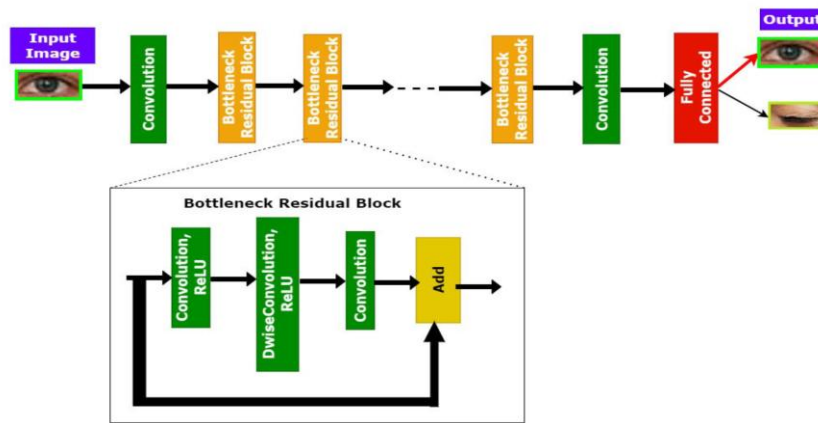 Input
Image
Convolution
Bottleneck
Residual Block
Bottleneck
Residual Block
Bottleneck
Residual Block
Convolution
Fully
Connected
Output
Bottleneck Residual Block
Convolution,
ReLU
DwiseConvolution,
ReLU
Convolution
Add